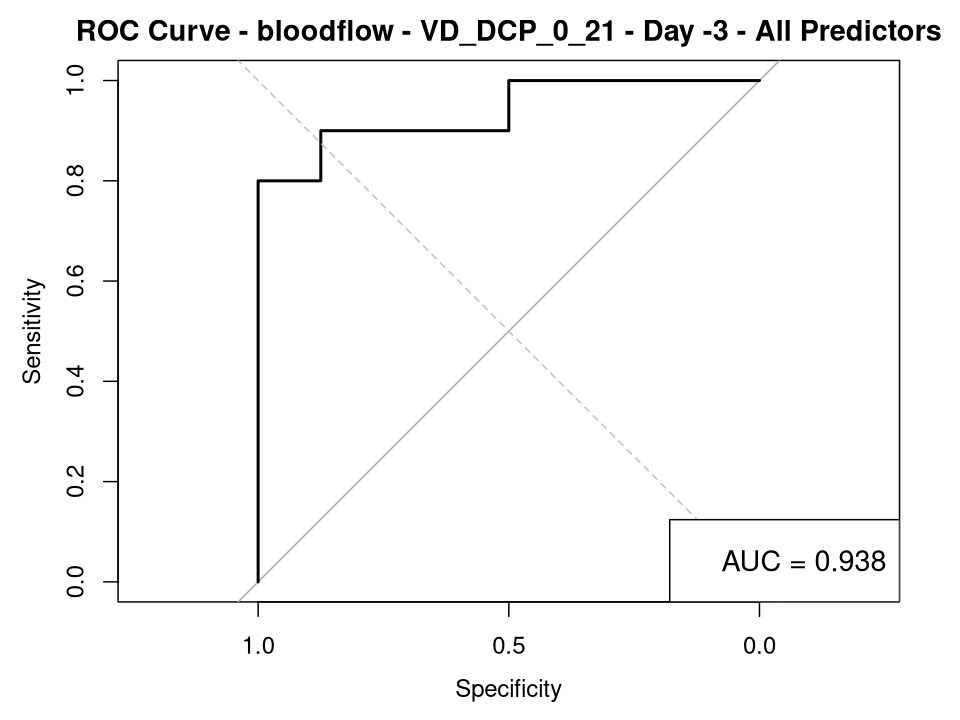 ROC Curve - bloodflow - VD_DCP_0_21 - Day -3 - All Predictors
1.0
0.8
0.6
0.4
0.2
0.0
Sensitivity
AUC = 0.938
1.0 0.5 0.0
Specificity